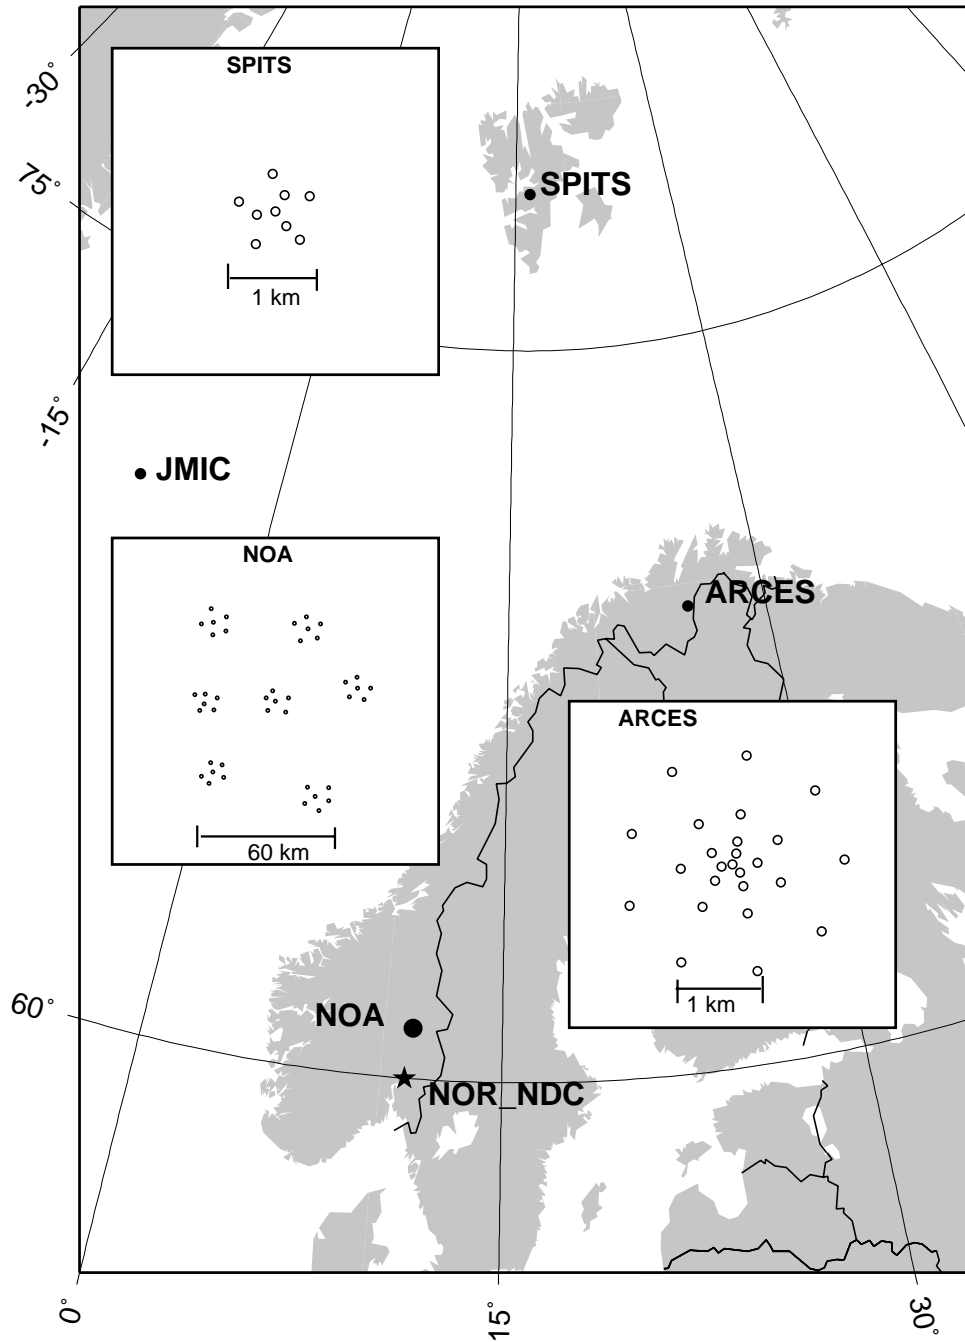 -30°
SPITS
75°
SPITS
1 km
-15°
JMIC
NOA
ARCES
ARCES
60 km
1 km
60°
NOA
NOR_NDC
0°
15°
30°